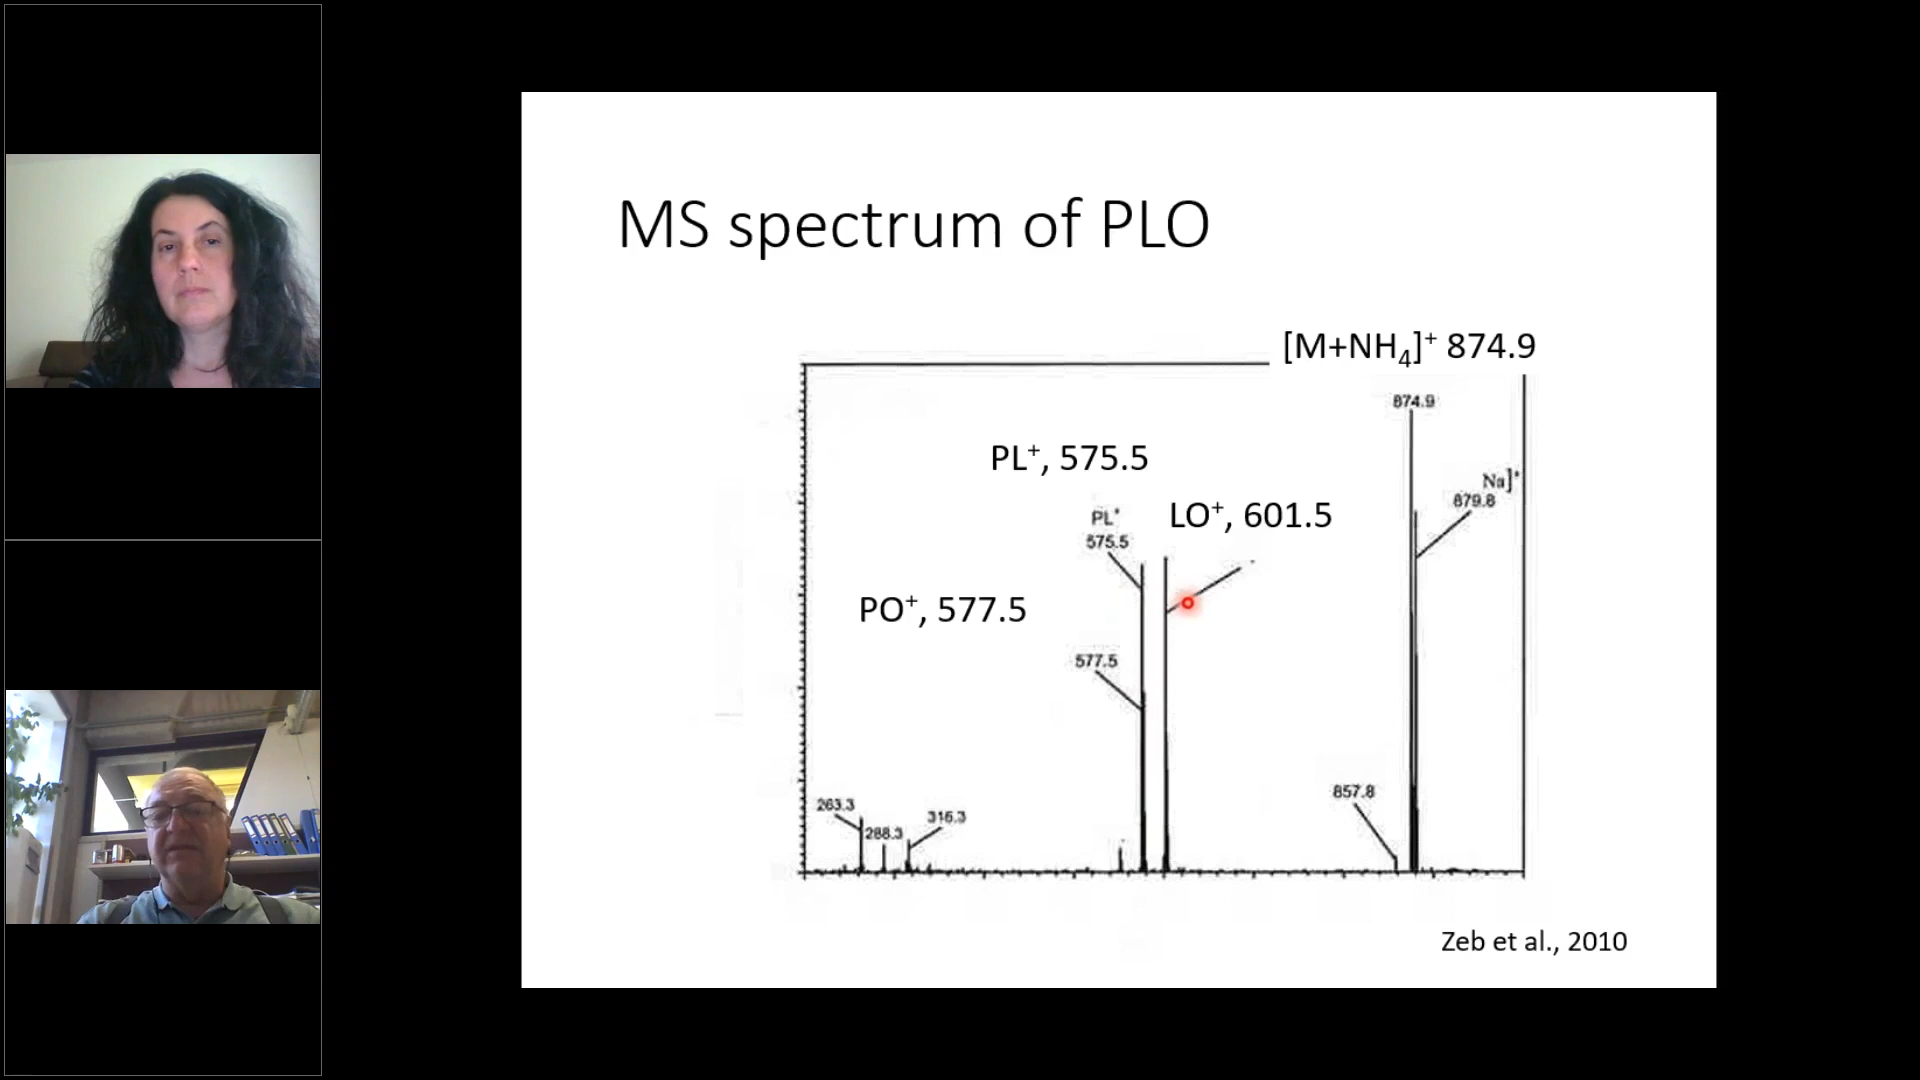 MS spectrum of PLO
[M+NH₄]⁺ 874.9
874.9
PL⁺, 575.5
Na]⁺
879.8
PL⁺
LO⁺, 601.5
575.5
PO⁺, 577.5
577.5
857.8
263.3
316.3
288.3
Zeb et al., 2010